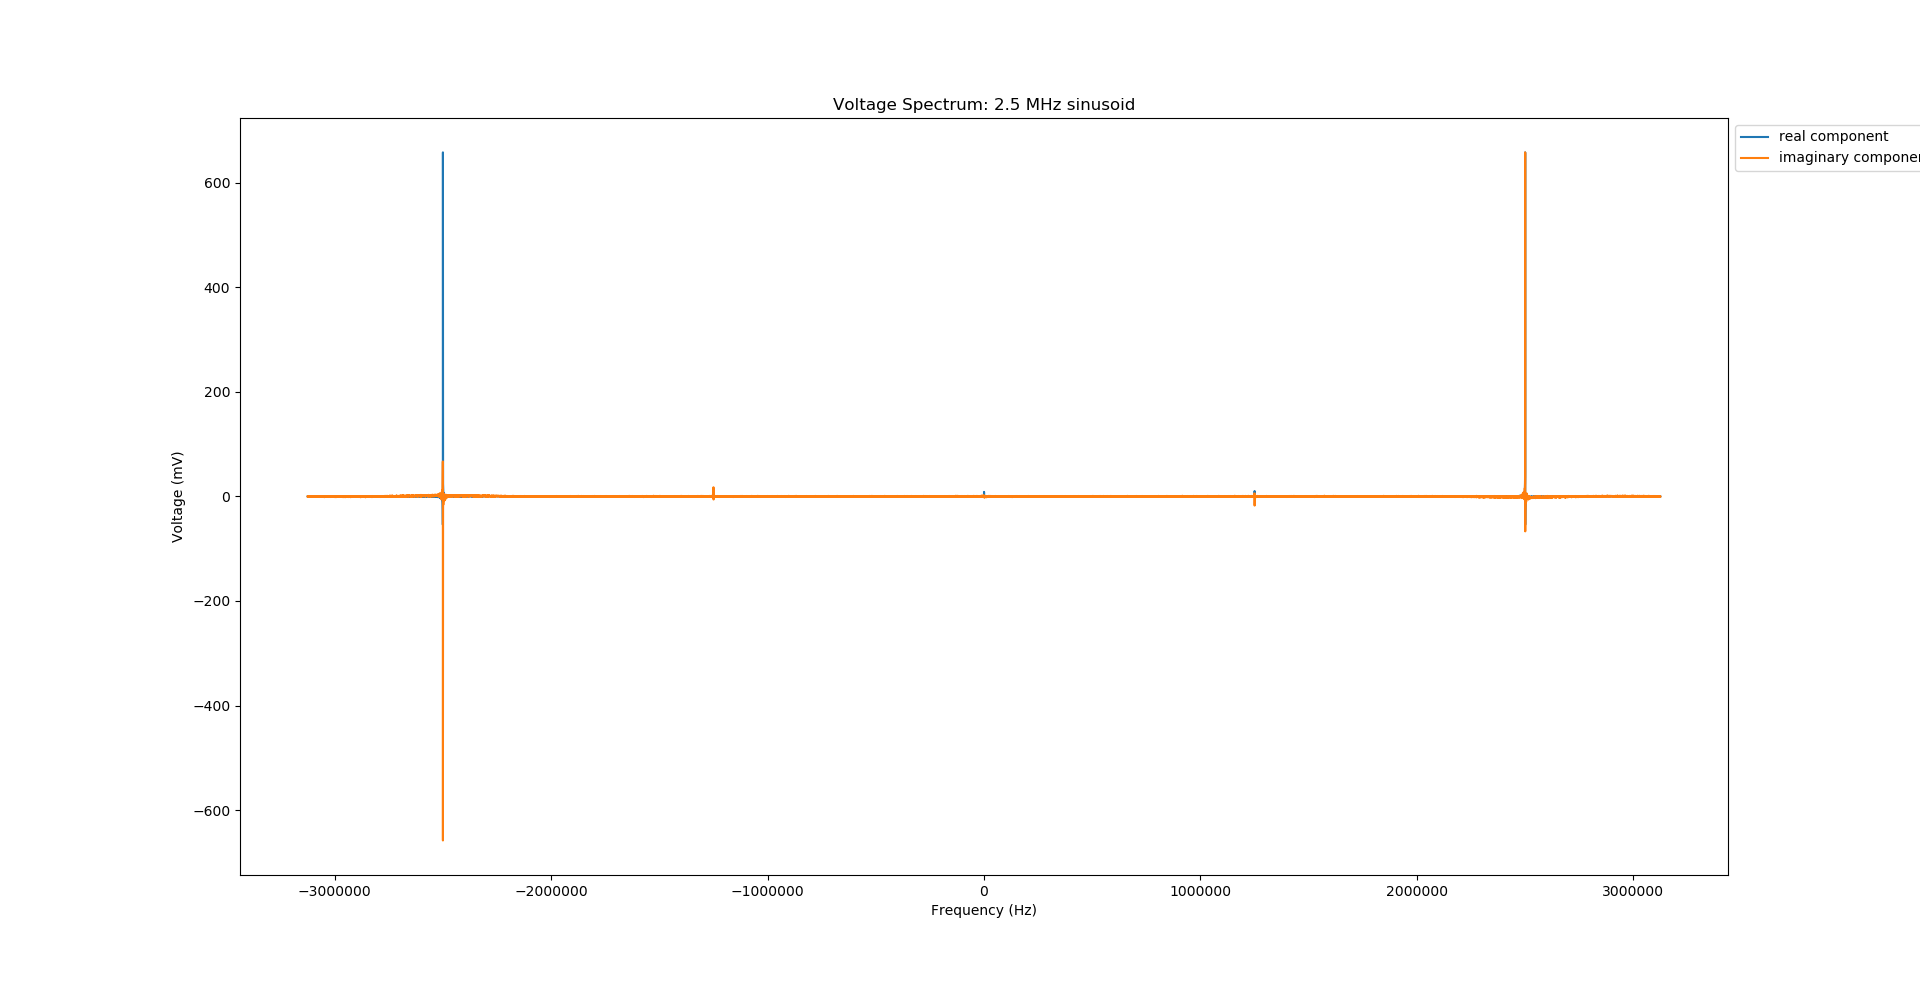 Voltage Spectrum: 2.5 MHz sinusoid
real component
imaginary
600
400
200
0
−200
−400
−600
Voltage (mV)
−3000000 −2000000 −1000000 0 1000000 2000000 3000000
Frequency (Hz)